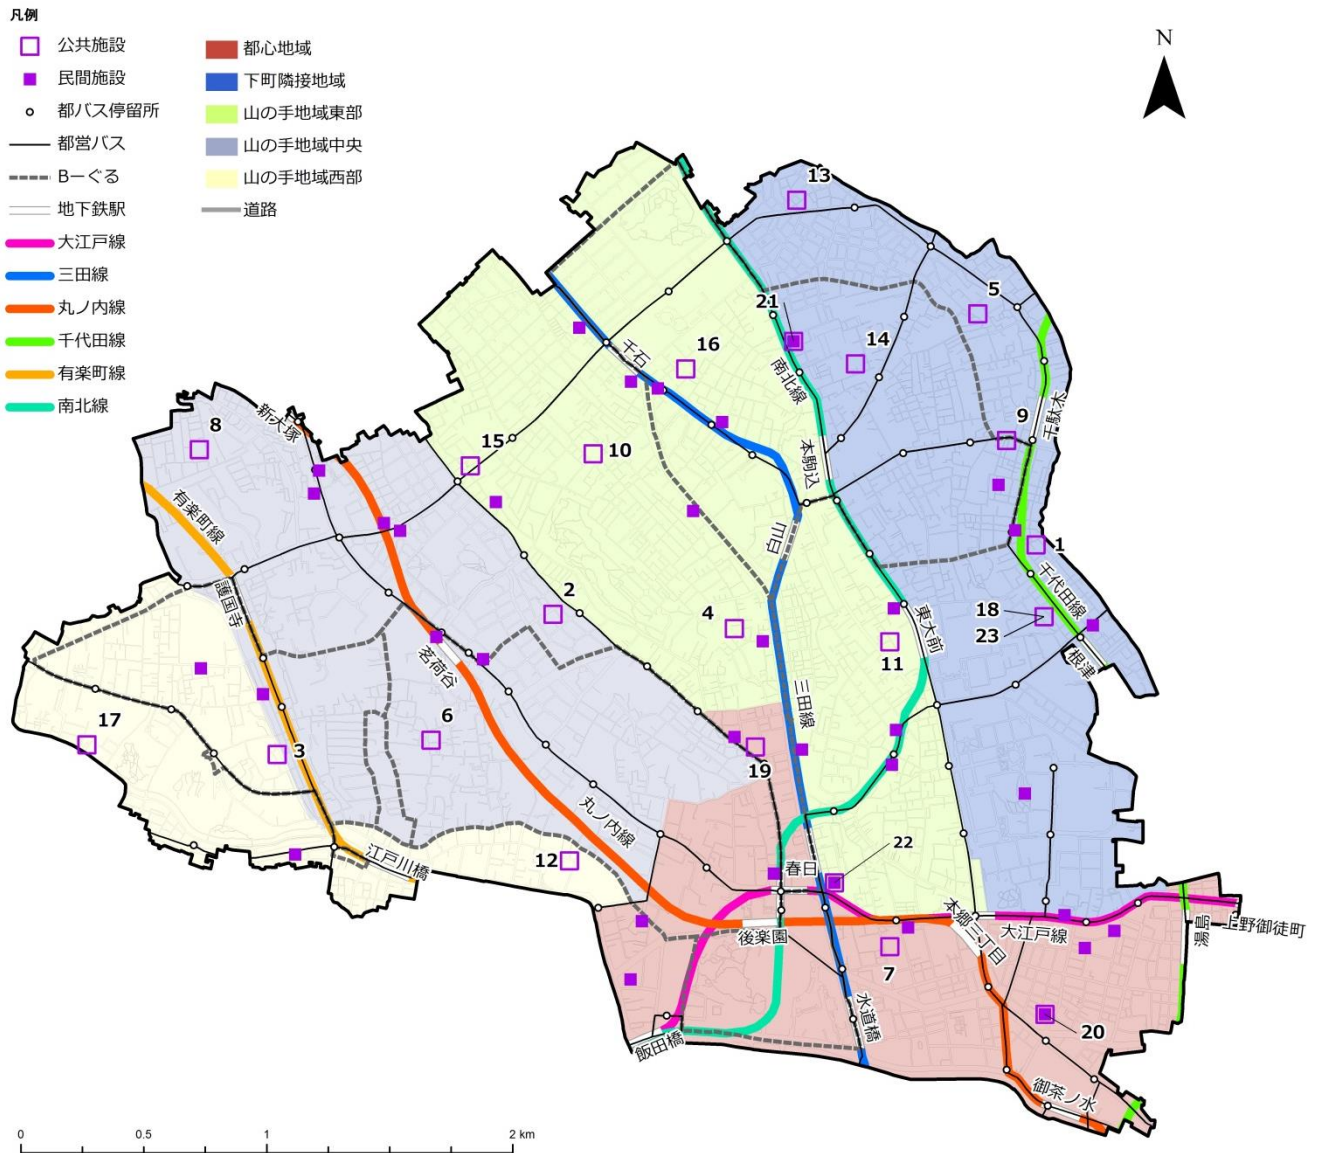 凡例
公共施設
民間施設
都バス停留所
都営バス
Bーぐる
地下鉄駅
大江戸線
三田線
丸ノ内線
千代田線
有楽町線
南北線
都心地域
下町隣接地域
山の手地域東部
山の手地域中央
山の手地域西部
道路
N
13
5
21
14
16
千石
南北線
9
千駄木
8
新大塚
15
10
本駒込
有楽町線
白山
1
千代田線
護国寺
2
4
18
23
東大前
11
根津
茗荷谷
17
6
3
三田線
19
丸ノ内線
22
江戸川橋
12
春日
本郷三丁目
後楽園
大江戸線
湯島
上野御徒町
7
水道橋
20
飯田橋
御茶ノ水
0
0.5
1
2 km